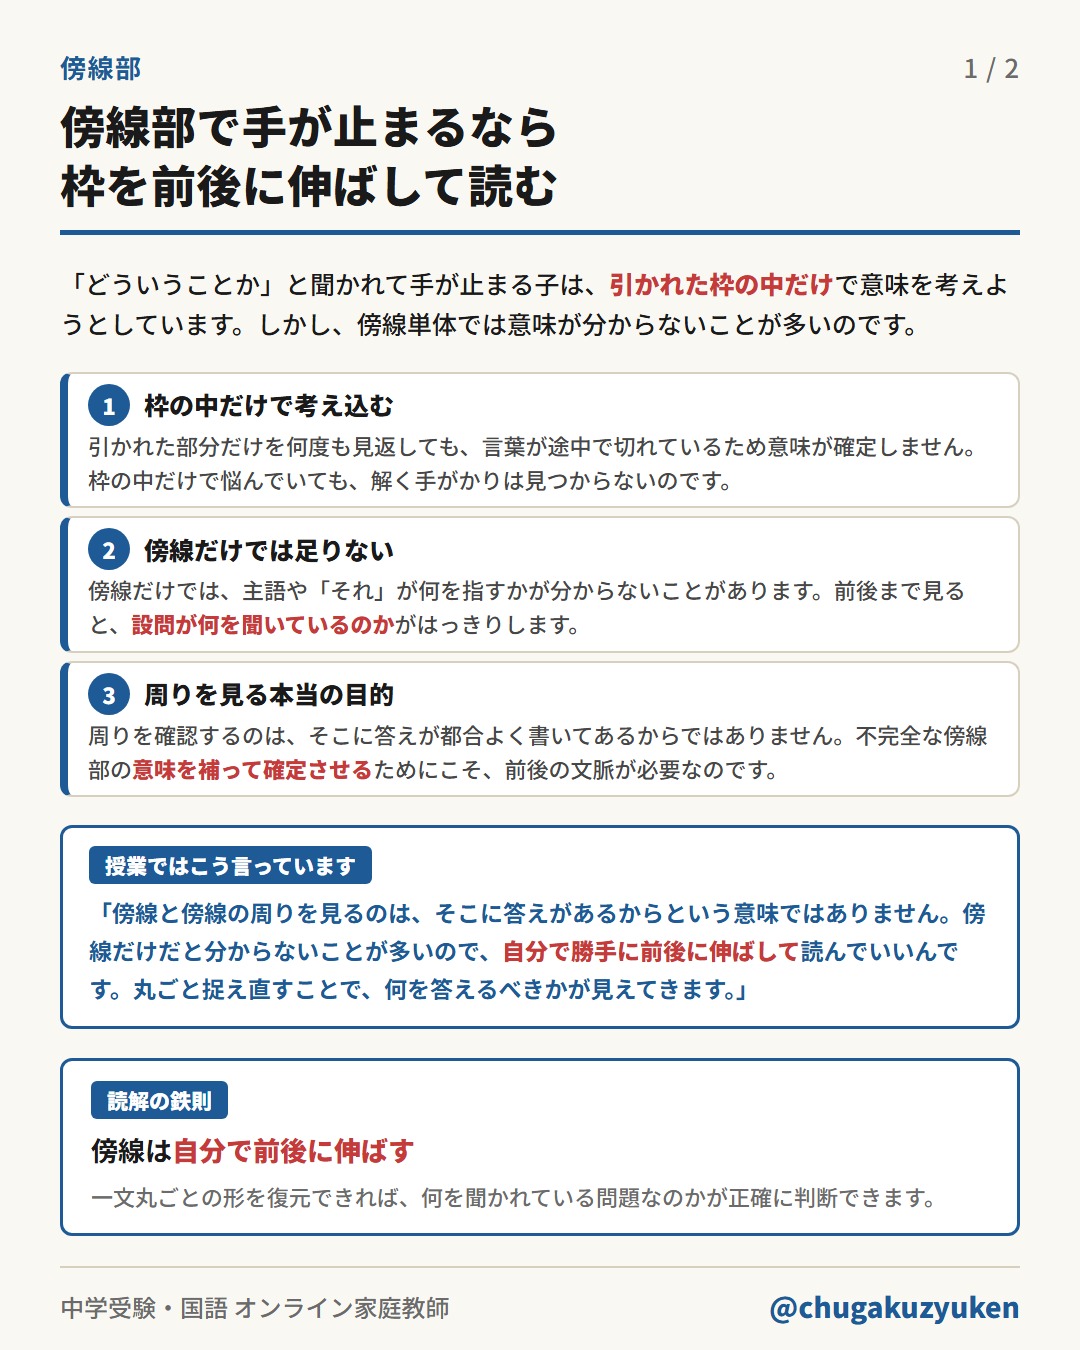 傍線部
1 / 2
傍線部で手が止まるなら
枠を前後に伸ばして読む
「どういうことか」と聞かれて手が止まる子は、引かれた枠の中だけで意味を考えよ
うとしています。しかし、傍線単体では意味が分からないことが多いのです。
1 枠の中だけで考え込む
引かれた部分だけを何度も見返しても、言葉が途中で切れているため意味が確定しません。
枠の中だけで悩んでいても、解く手がかりは見つからないのです。
2 傍線だけでは足りない
傍線だけでは、主語や「それ」が何を指すかが分からないことがあります。前後まで見る
と、設問が何を聞いているのかがはっきりします。
3 周りを見る本当の目的
周りを確認するのは、そこに答えが都合よく書いてあるからではありません。不完全な傍線
部の意味を補って確定させるためにこそ、前後の文脈が必要なのです。
授業ではこう言っています
「傍線と傍線の周りを見るのは、そこに答えがあるからという意味ではありません。傍
線だけだと分からないことが多いので、自分で勝手に前後に伸ばして読んでいいんで
す。丸ごと捉え直すことで、何を答えるべきかが見えてきます。」
読解の鉄則
傍線は自分で前後に伸ばす
一文丸ごとの形を復元できれば、何を聞かれている問題なのかが正確に判断できます。
中学受験・国語 オンライン家庭教師
@chugakuzyuken